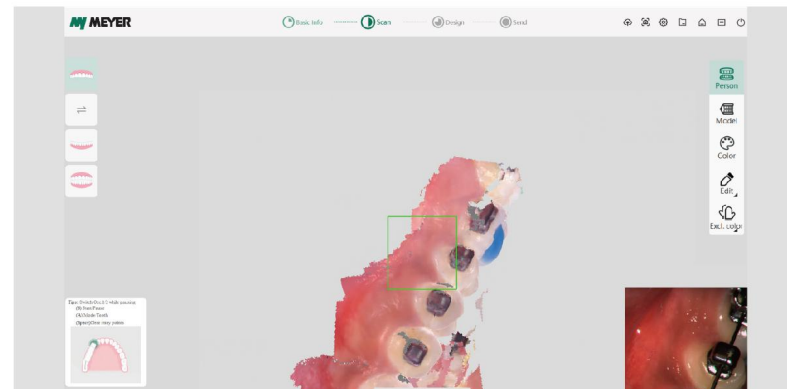 MEYER
Basic Info
Scan
Design
Send
Person
Model
Color
Edit
Excl. color